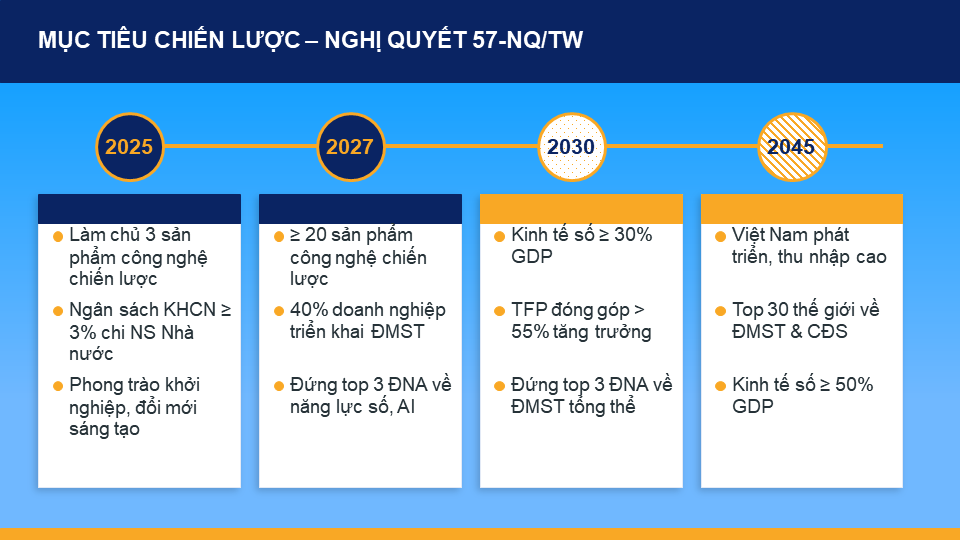 MỤC TIÊU CHIẾN LƯỢC – NGHỊ QUYẾT 57-NQ/TW
2025
2027
2030
2045
Làm chủ 3 sản
phẩm công nghệ
chiến lược
Ngân sách KHCN ≥
3% chi NS Nhà
nước
Phong trào khởi
nghiệp, đổi mới
sáng tạo
≥ 20 sản phẩm
công nghệ chiến
lược
40% doanh nghiệp
triển khai ĐMST
Đứng top 3 ĐNA về
năng lực số, AI
Kinh tế số ≥ 30%
GDP
TFP đóng góp >
55% tăng trưởng
Đứng top 3 ĐNA về
ĐMST tổng thể
Việt Nam phát
triển, thu nhập cao
Top 30 thế giới về
ĐMST & CĐS
Kinh tế số ≥ 50%
GDP